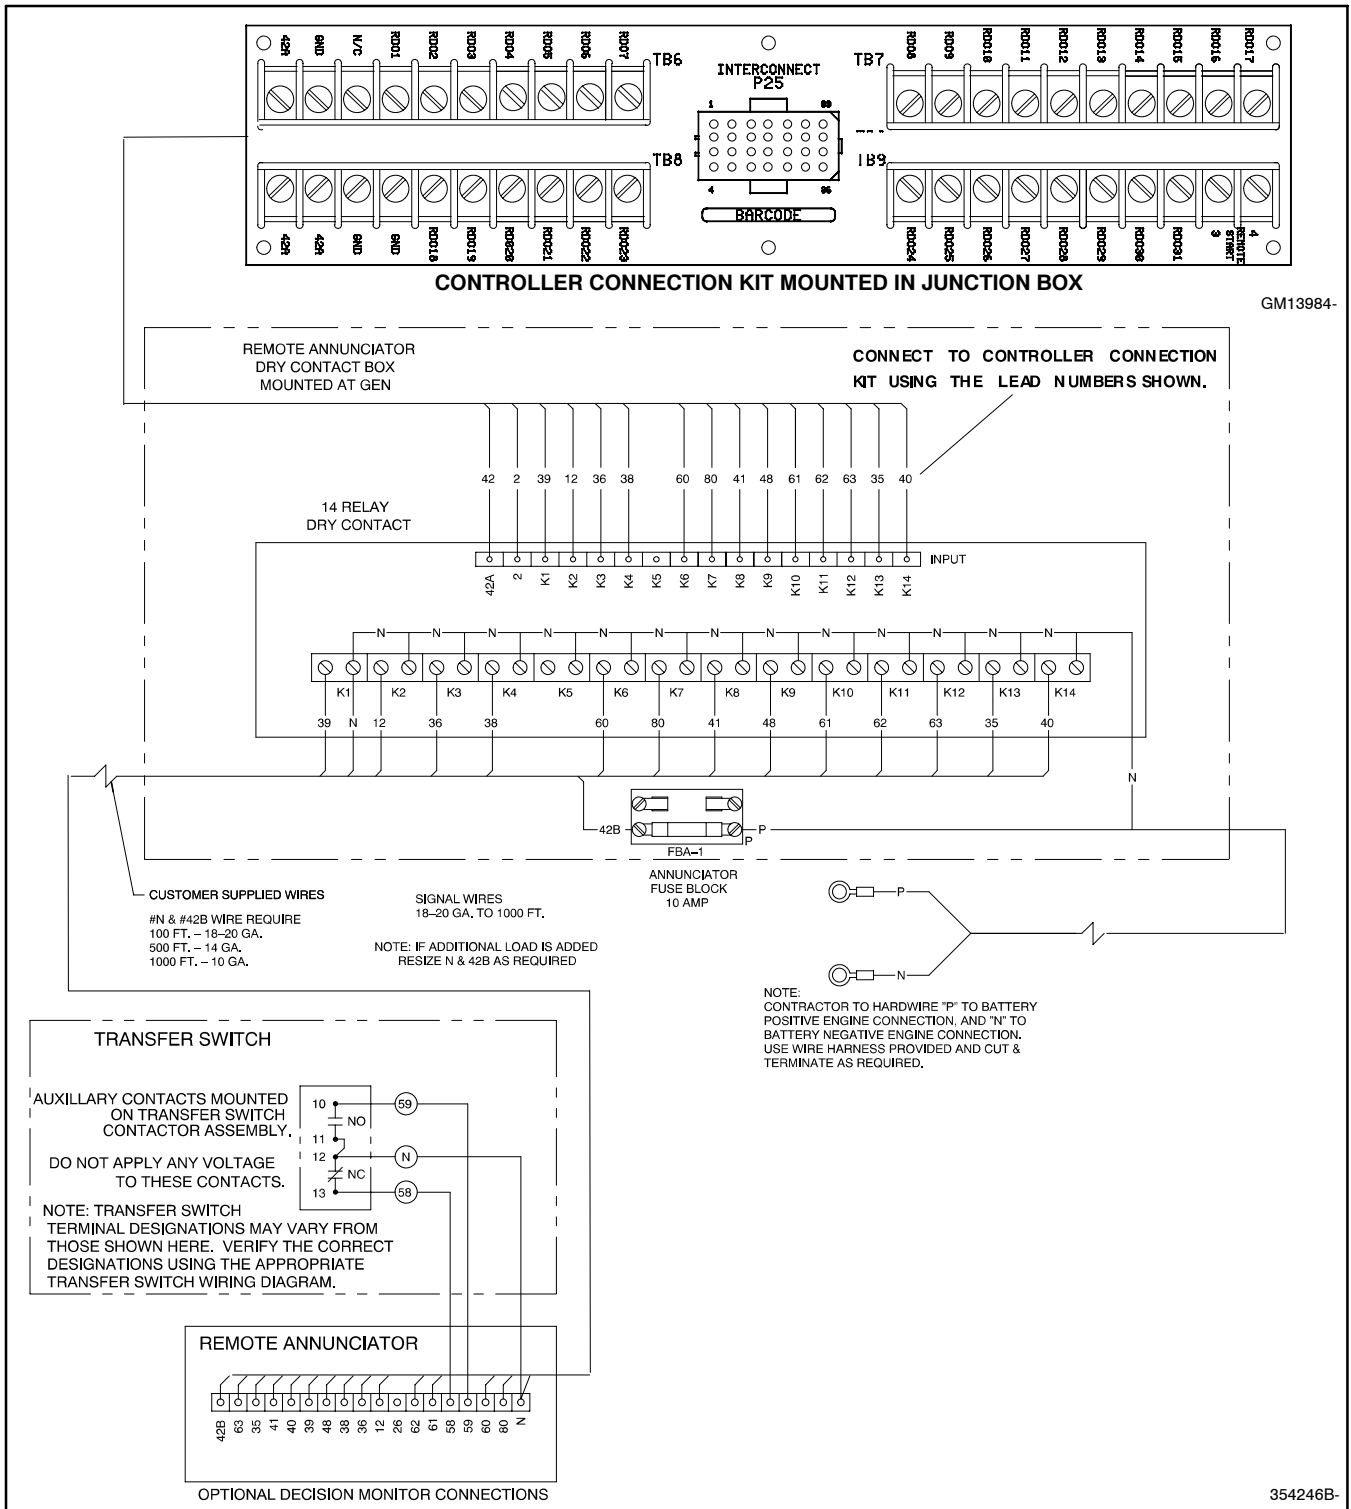 42A GND N/C RDO1 RDO2 RDO3 RDO4 RDO5 RDO6 RDO7
TB6
INTERCONNECT
P25
TB7
RDO8 RDO9 RDO10 RDO11 RDO12 RDO13 RDO14 RDO15 RDO16 RDO17
1
4
TB8
TB9
BARCODE
42A 42A GND GND RDO18 RDO19 RDO20 RDO21 RDO22 RDO23
RDO24 RDO25 RDO26 RDO27 RDO28 RDO29 RDO30 RDO31 3 4
REMOTE
START
CONTROLLER CONNECTION KIT MOUNTED IN JUNCTION BOX
GM13984-
REMOTE ANNUNCIATOR
DRY CONTACT BOX
MOUNTED AT GEN
CONNECT TO CONTROLLER CONNECTION
KIT USING THE LEAD NUMBERS SHOWN.
42 2 39 12 36 38 60 80 41 48 61 62 63 35 40
14 RELAY
DRY CONTACT
INPUT
42A 2 K1 K2 K3 K4 K5 K6 K7 K8 K9 K10 K11 K12 K13 K14
N N N N N N N N N N N N N
K1 K2 K3 K4 K5 K6 K7 K8 K9 K10 K11 K12 K13 K14
39 N 12 36 38 60 80 41 48 61 62 63 35 40
N
42B P
P
FBA–1
ANNUNCIATOR
FUSE BLOCK
10 AMP
CUSTOMER SUPPLIED WIRES
#N & #42B WIRE REQUIRE
100 FT. – 18–20 GA.
500 FT. – 14 GA.
1000 FT. – 10 GA.
SIGNAL WIRES
18–20 GA. TO 1000 FT.
NOTE: IF ADDITIONAL LOAD IS ADDED
RESIZE N & 42B AS REQUIRED
P
N
NOTE:
CONTRACTOR TO HARDWIRE "P" TO BATTERY
POSITIVE ENGINE CONNECTION, AND "N" TO
BATTERY NEGATIVE ENGINE CONNECTION.
USE WIRE HARNESS PROVIDED AND CUT &
TERMINATE AS REQUIRED.
TRANSFER SWITCH
AUXILLARY CONTACTS MOUNTED
ON TRANSFER SWITCH
CONTACTOR ASSEMBLY.
DO NOT APPLY ANY VOLTAGE
TO THESE CONTACTS.
10 59
NO
11
12 N
NC
13 58
NOTE: TRANSFER SWITCH
TERMINAL DESIGNATIONS MAY VARY FROM
THOSE SHOWN HERE. VERIFY THE CORRECT
DESIGNATIONS USING THE APPROPRIATE
TRANSFER SWITCH WIRING DIAGRAM.
REMOTE ANNUNCIATOR
42B 63 35 41 40 39 48 38 36 12 26 62 61 58 59 60 80 N
OPTIONAL DECISION MONITOR CONNECTIONS
354246B-